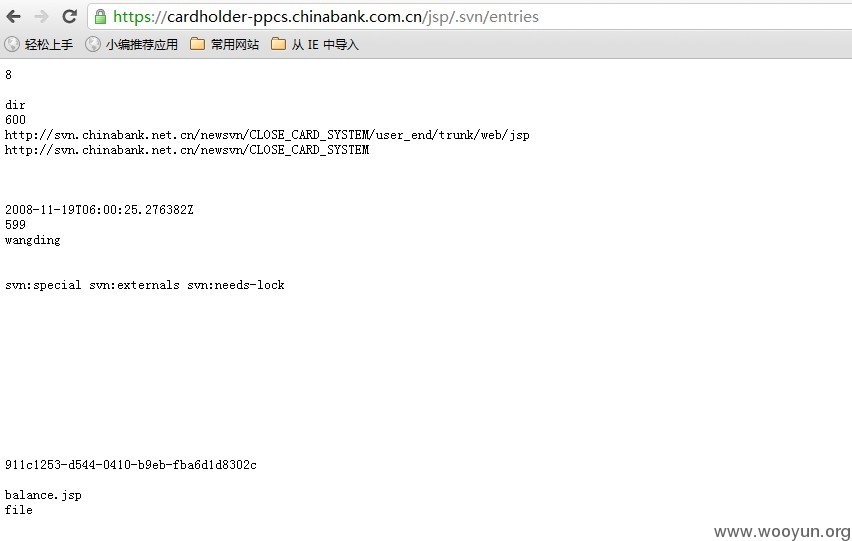 https://cardholder-ppcs.chinabank.com.cn/jsp/.svn/entries
轻松上手 小编推荐应用 常用网站 从 IE 中导入
8
dir
600
http://svn.chinabank.net.cn/newsvn/CLOSE_CARD_SYSTEM/user_end/trunk/web/jsp
http://svn.chinabank.net.cn/newsvn/CLOSE_CARD_SYSTEM
2008-11-19T06:00:25.276382Z
599
wangding
svn:special svn:externals svn:needs-lock
911c1253-d544-0410-b9eb-fba6d1d8302c
balance.jsp
file
www.wooyun.org